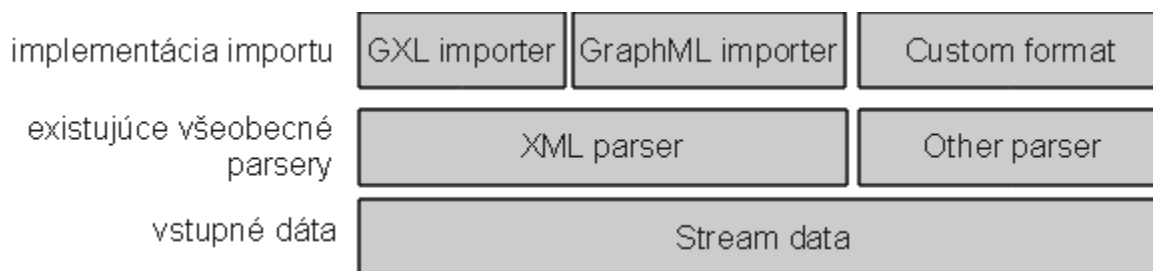 implementácia importu GXL importer GraphML importer Custom format
existujúce všeobecné
parsery
XML parser Other parser
vstupné dáta Stream data